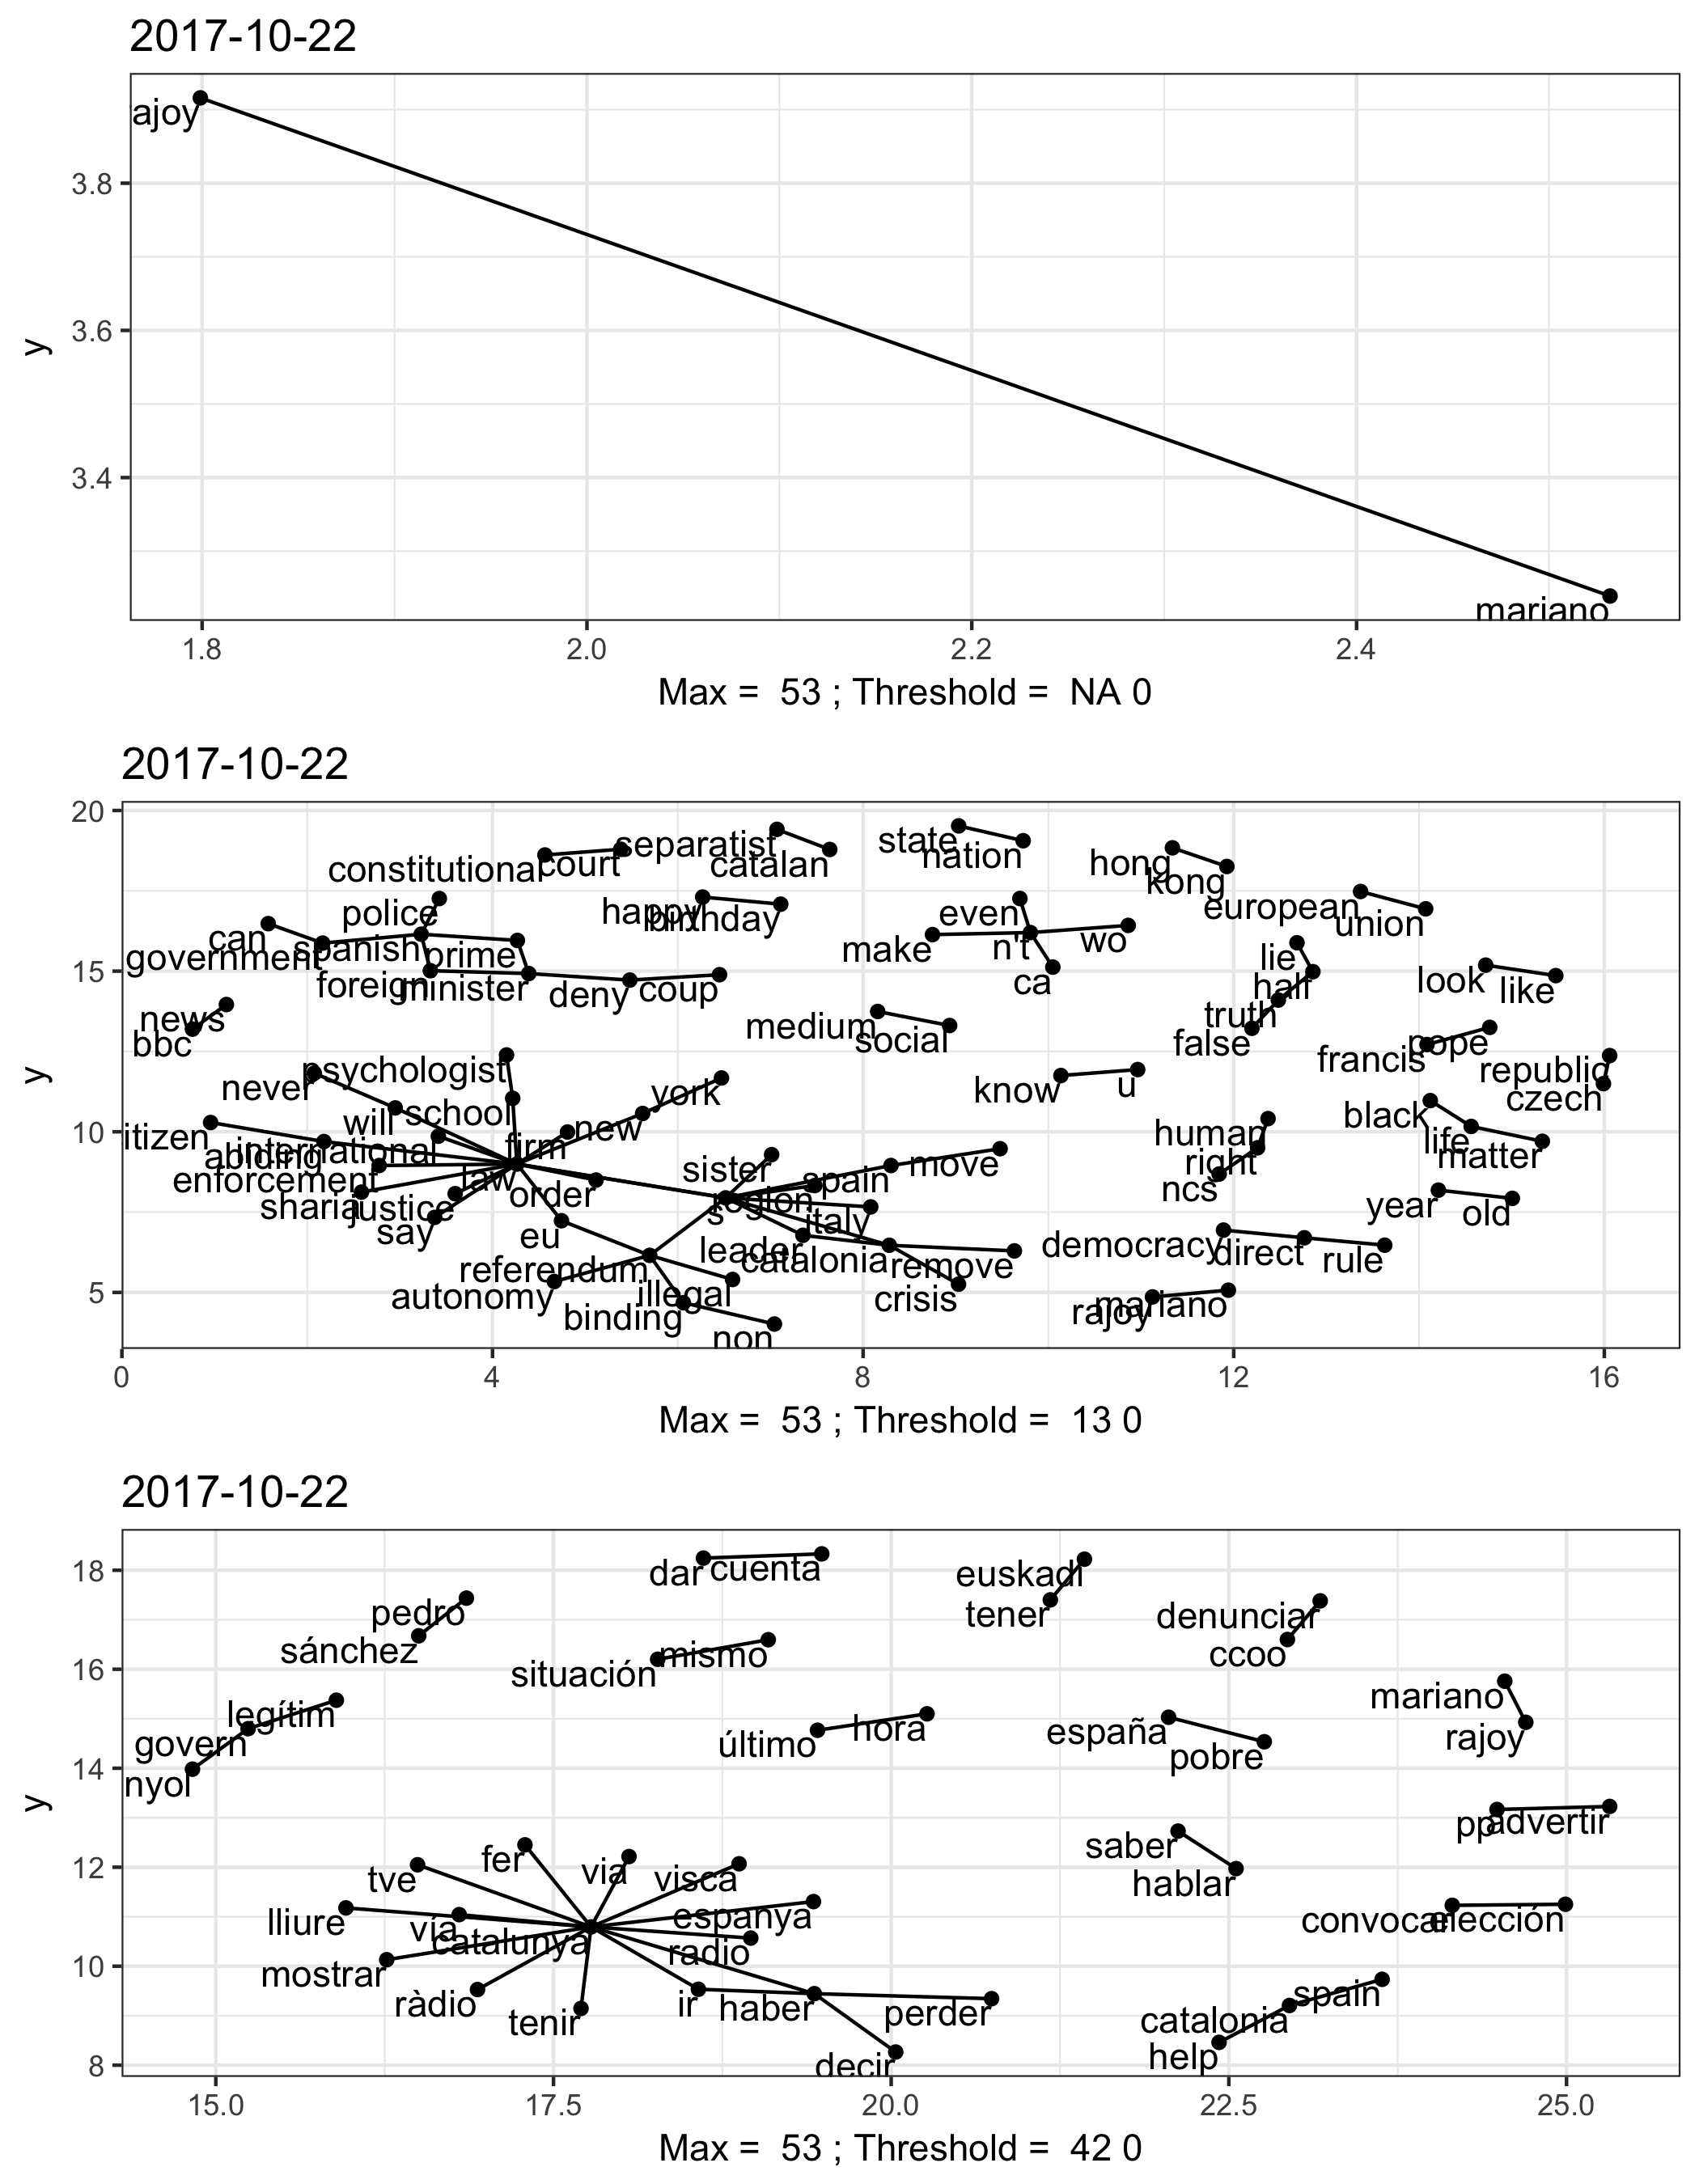 2017-10-22
ajoy
3.8
3.6
y
3.4
mariano
1.8 2.0 2.2 2.4
Max = 53 ; Threshold = NA 0
2017-10-22
20
separatist state
constitutional court catalan nation hong
kong
police happy birthday even european
can make n't wo union
government spanish prime lie
15
foreign minister deny coup ca half look like
news medium truth
bbc social false francis pope
y
psychologist republic
never york know u czech
will school black
10
itizen international firm new human life
abiding sister move right matter
enforcement law order spain ncs
sharia justice region year old
say s italy
eu leader democracy direct rule
referendum catalonia remove
5
autonomy illegal crisis mariano
binding rajoy
non
0 4 8 12 16
Max = 53 ; Threshold = 13 0
2017-10-22
18
dar cuenta euskadi
pedro tener denunciar
sánchez ccoo
16
situación mismo mariano
legítim
govern último hora españa rajoy
14
nyol pobre
y
pp advertir
12
fer via visca saber
tve hablar
lliure vía espanya convocar elección
catalunya radio
10
mostrar spain
ràdio ir haber perder catalonia
tenir help
8
decir
15.0 17.5 20.0 22.5 25.0
Max = 53 ; Threshold = 42 0